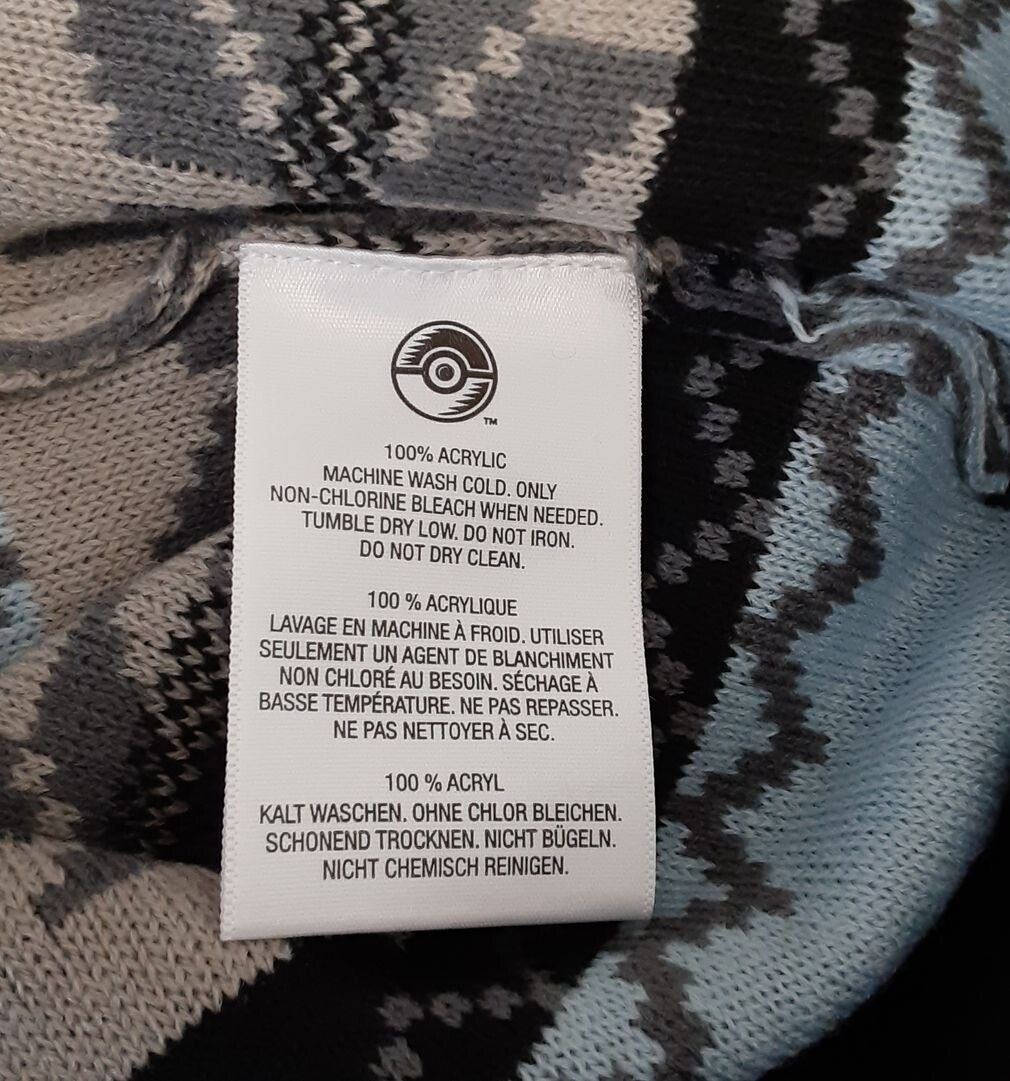 ™
100% ACRYLIC
MACHINE WASH COLD. ONLY
NON-CHLORINE BLEACH WHEN NEEDED.
TUMBLE DRY LOW. DO NOT IRON.
DO NOT DRY CLEAN.
100 % ACRYLIQUE
LAVAGE EN MACHINE À FROID. UTILISER
SEULEMENT UN AGENT DE BLANCHIMENT
NON CHLORÉ AU BESOIN. SÉCHAGE À
BASSE TEMPÉRATURE. NE PAS REPASSER.
NE PAS NETTOYER À SEC.
100 % ACRYL
KALT WASCHEN. OHNE CHLOR BLEICHEN.
SCHONEND TROCKNEN. NICHT BÜGELN.
NICHT CHEMISCH REINIGEN.